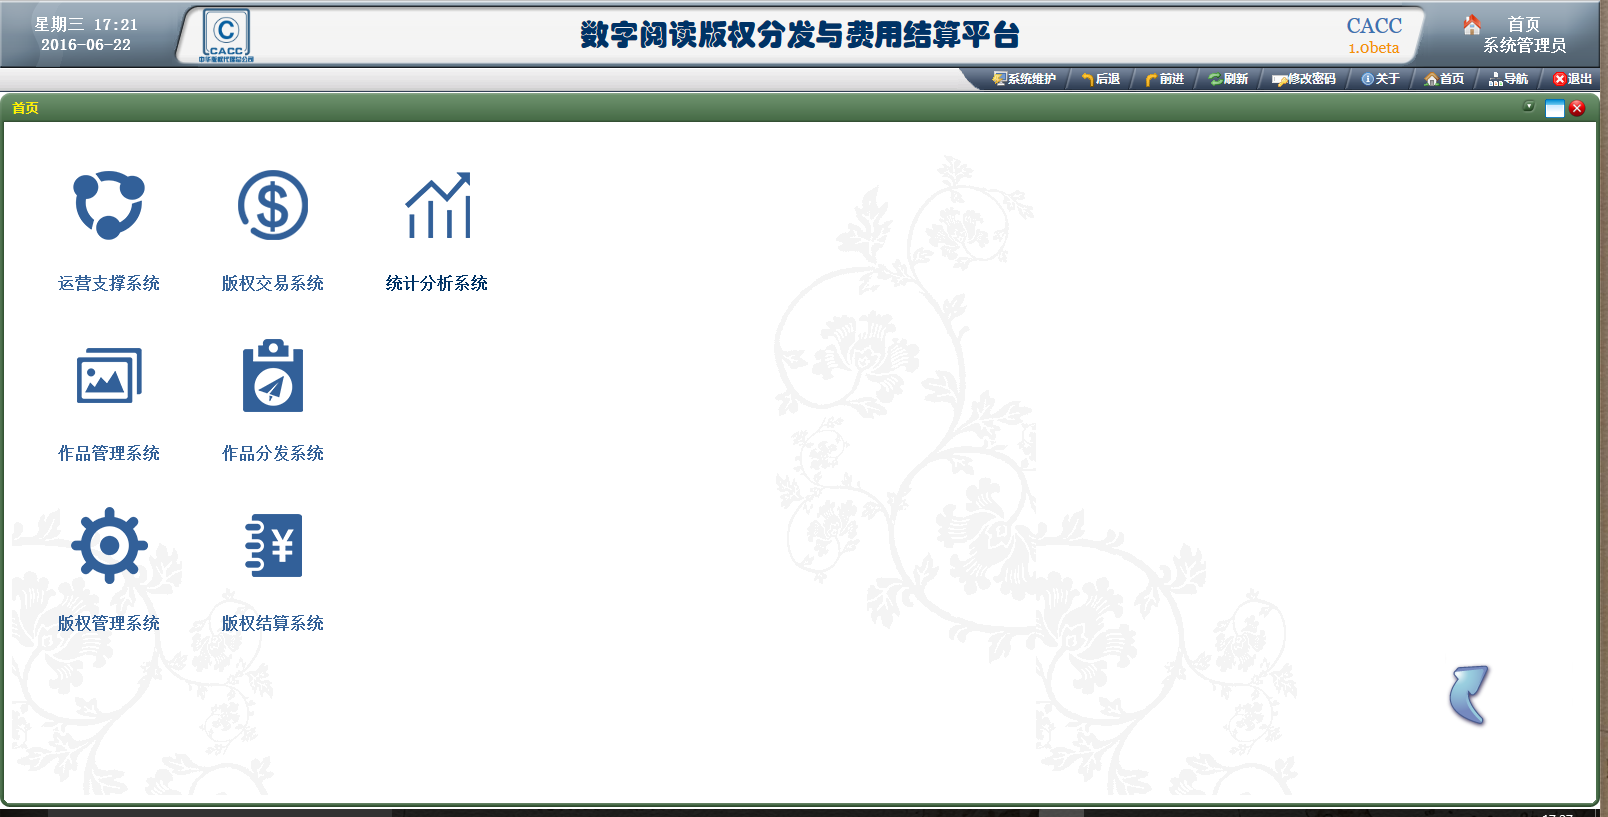 星期三 17:21
2016-06-22
CACC
中华版权代理总公司
数字阅读版权分发与费用结算平台
CACC
1.0beta
首页
系统管理员
系统维护 后退 前进 刷新 修改密码 关于 首页 导航 退出
首页
运营支撑系统 版权交易系统 统计分析系统
作品管理系统 作品分发系统
版权管理系统 版权结算系统